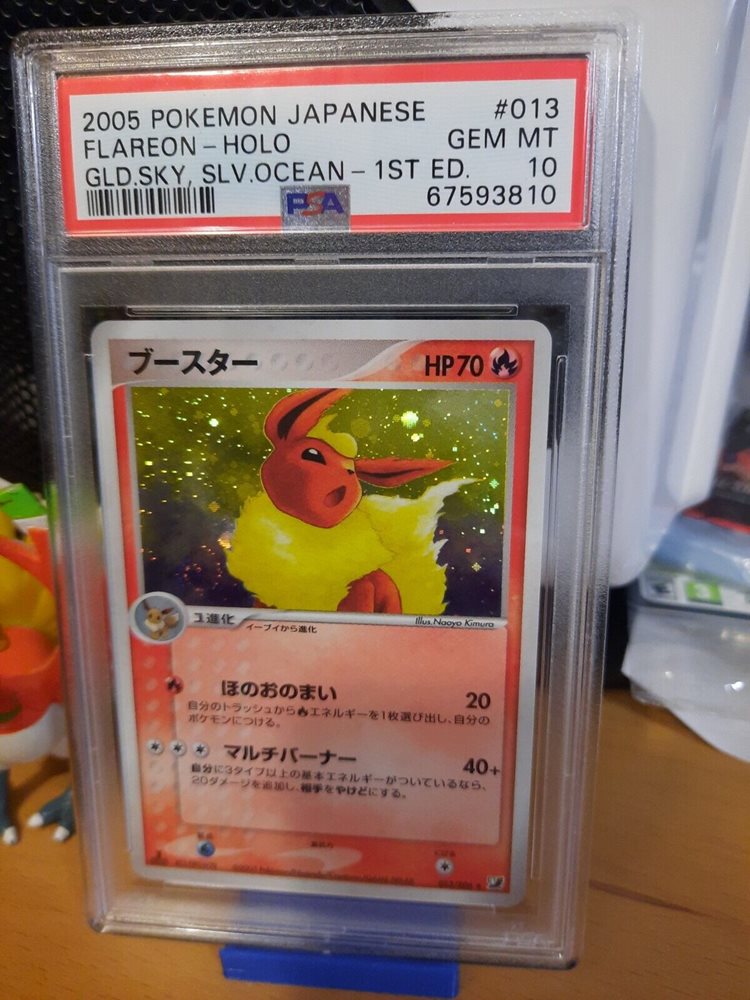 2005 POKEMON JAPANESE #013
FLAREON - HOLO GEM MT
GLD.SKY, SLV.OCEAN - 1ST ED. 10
PSA 67593810
ブースター HP70
1進化 イーブイから進化 Illus.Naoyo Kimura
ほのおのまい 20
自分のトラッシュから エネルギーを1枚選び出し、自分の
ポケモンにつける。
マルチバーナー 40+
自分に3タイプ以上の基本エネルギーがついているなら、
20ダメージを追加し、相手をやけどにする。
弱点 にげる